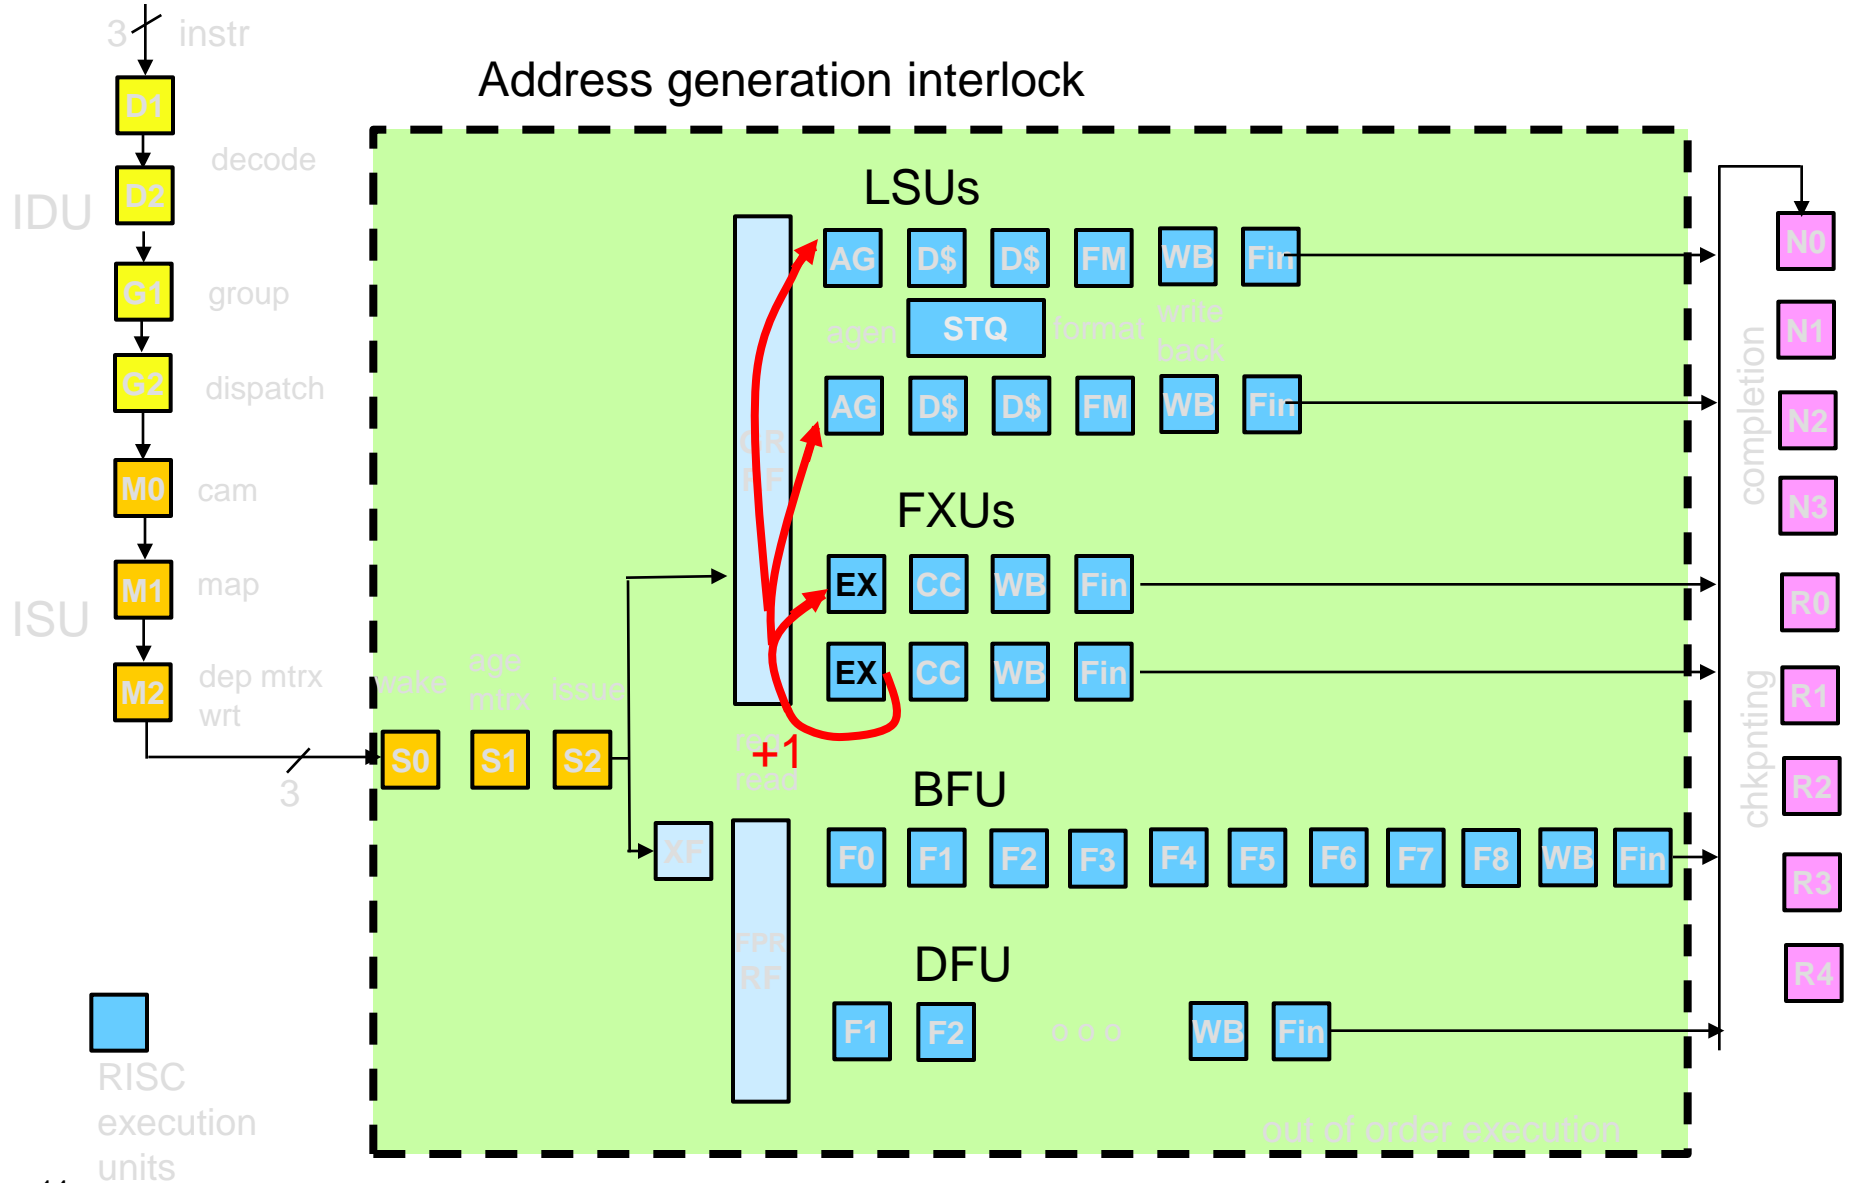 3 instr
Address generation interlock
D1
decode
D2
IDU
G1 group
G2 dispatch
M0 cam
M1 map
ISU
M2 dep mtrx
wrt
3
wake
age
mtrx
issue
S0 S1 S2
LSUs
AG D$ D$ FM WB Fin
agen STQ format write
back
AG D$ D$ FM WB Fin
RF
FXUs
EX CC WB Fin
EX CC WB Fin
reg
+1
read
BFU
XF
F0 F1 F2 F3 F4 F5 F6 F7 F8 WB Fin
FPR
RF
DFU
F1 F2 o o o WB Fin
out of order execution
completion
chkpnting
N0
N1
N2
N3
R0
R1
R2
R3
R4
RISC
execution
units